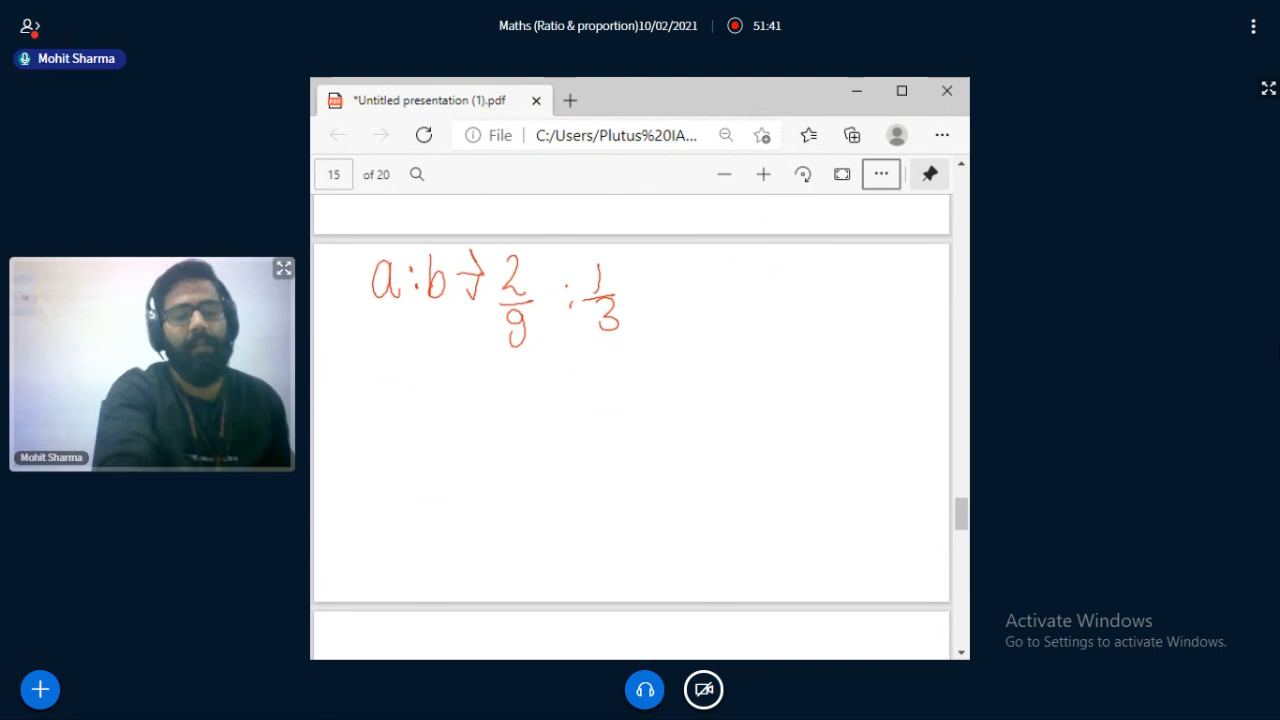 Maths (Ratio & proportion)10/02/2021 51:41
Mohit Sharma
*Untitled presentation (1).pdf
File C:/Users/Plutus%20IA...
15 of 20
a:b → 2/9 : 1/3
Mohit Sharma
Activate Windows
Go to Settings to activate Windows.